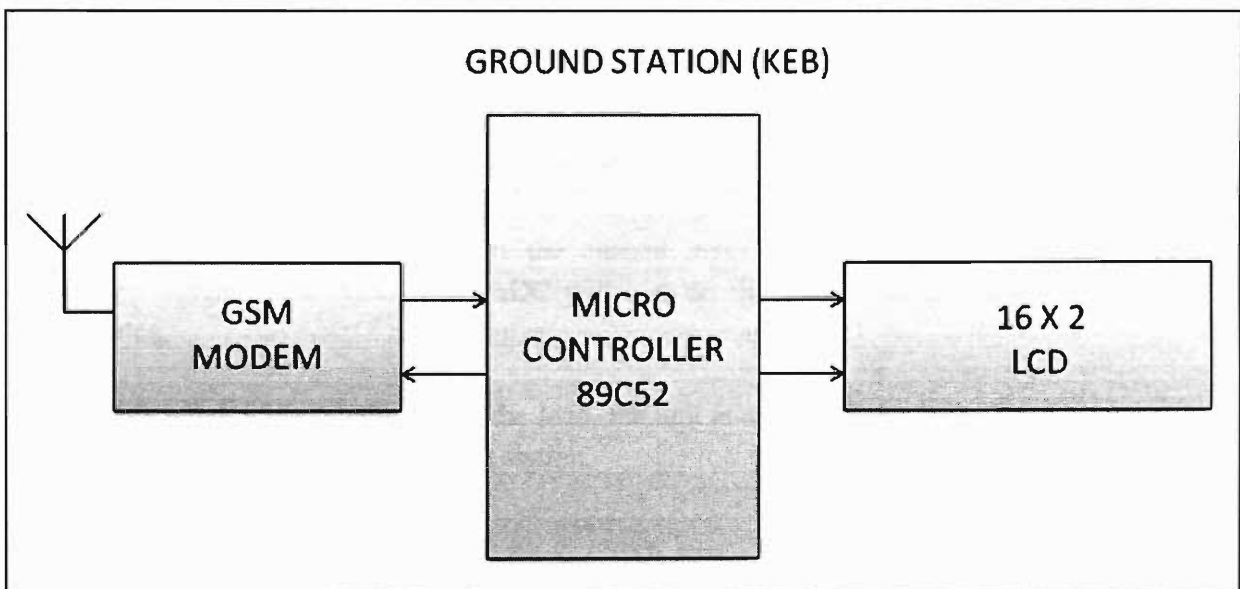 GROUND STATION (KEB)
GSM
MODEM
MICRO
CONTROLLER
89C52
16 X 2
LCD